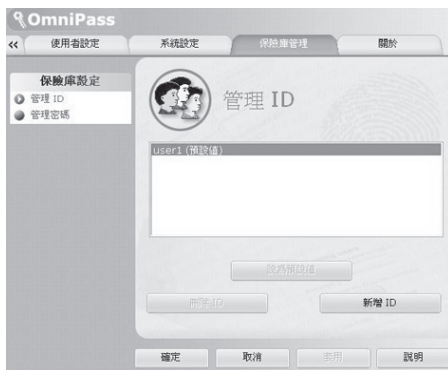 OmniPass
<< 使用者設定 系統設定 保險庫管理 關於
保險庫設定
管理 ID
管理密碼
管理 ID
user1 (預設值)
設為預設值
刪除 ID 新增 ID
確定 取消 套用 說明